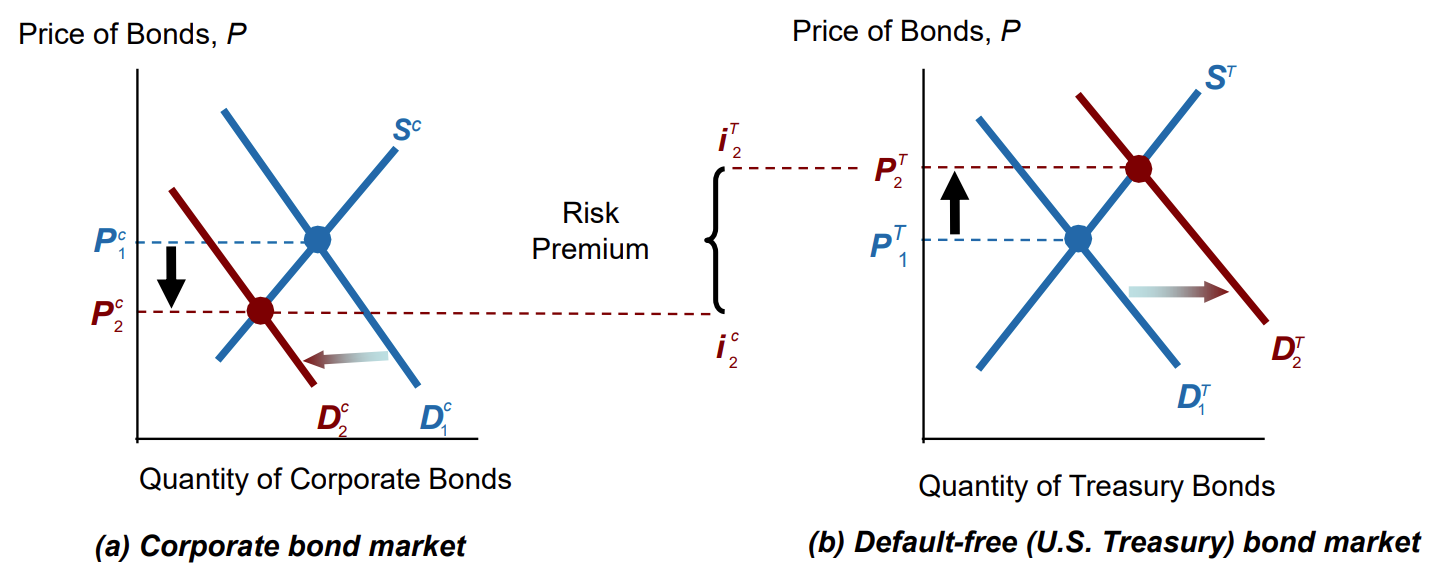 Price of Bonds, P
S^c
P^c_1
P^c_2
D^c_2
D^c_1
Quantity of Corporate Bonds
(a) Corporate bond market
Risk
Premium
i^T_2
i^c_2
Price of Bonds, P
S^T
P^T_2
P^T_1
D^T_2
D^T_1
Quantity of Treasury Bonds
(b) Default-free (U.S. Treasury) bond market